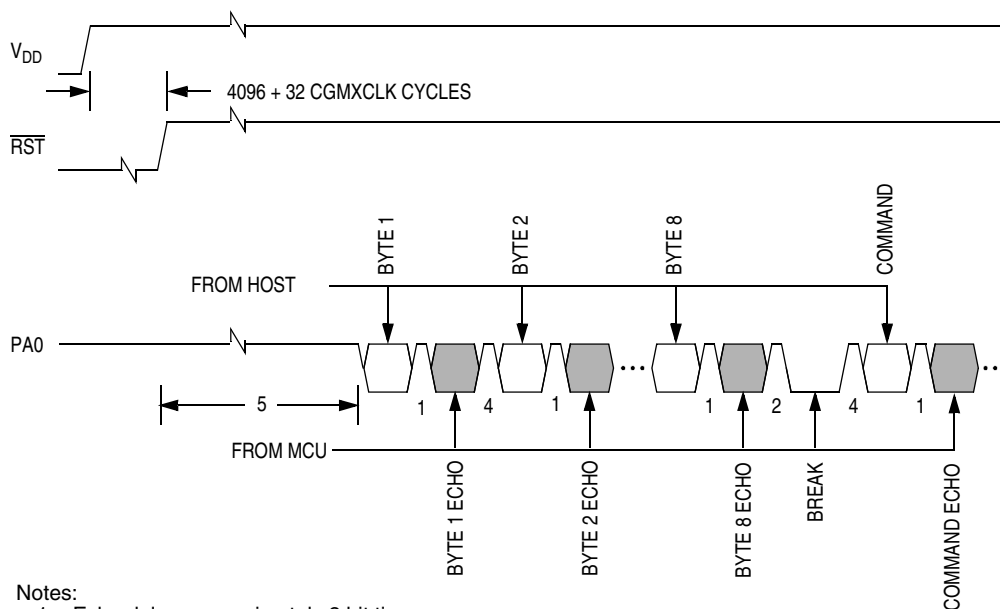 VDD
4096 + 32 CGMXCLK CYCLES
RST
BYTE 1
BYTE 2
BYTE 8
COMMAND
FROM HOST
PA0
5
1
4
1
1
2
4
1
FROM MCU
BYTE 1 ECHO
BYTE 2 ECHO
BYTE 8 ECHO
BREAK
COMMAND ECHO
Notes: